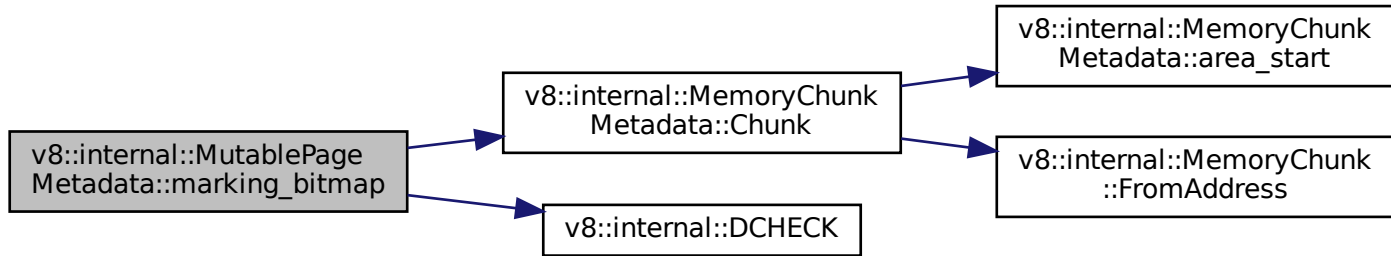 v8::internal::MutablePage
Metadata::marking_bitmap
v8::internal::MemoryChunk
Metadata::Chunk
v8::internal::DCHECK
v8::internal::MemoryChunk
Metadata::area_start
v8::internal::MemoryChunk
::FromAddress